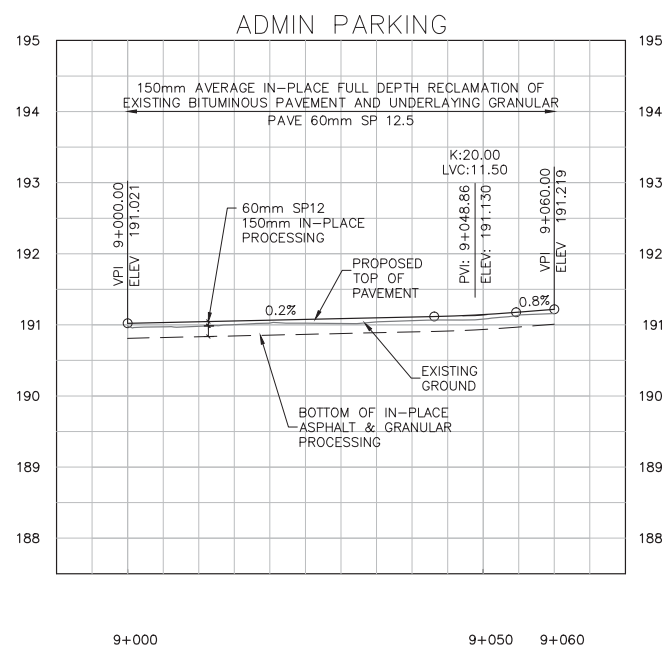 ADMIN PARKING
195 195
150mm AVERAGE IN-PLACE FULL DEPTH RECLAMATION OF
EXISTING BITUMINOUS PAVEMENT AND UNDERLAYING GRANULAR
194 194
PAVE 60mm SP 12.5
K:20.00
LVC:11.50
193 193
VPI 9+000.00
ELEV 191.021
60mm SP12
150mm IN-PLACE
PROCESSING
PVI: 9+048.86
ELEV: 191.130
VPI 9+060.00
ELEV 191.219
192 192
PROPOSED
TOP OF
PAVEMENT
0.2%
0.8%
191 191
EXISTING
GROUND
190 190
BOTTOM OF IN-PLACE
ASPHALT & GRANULAR
PROCESSING
189 189
188 188
9+000 9+050 9+060